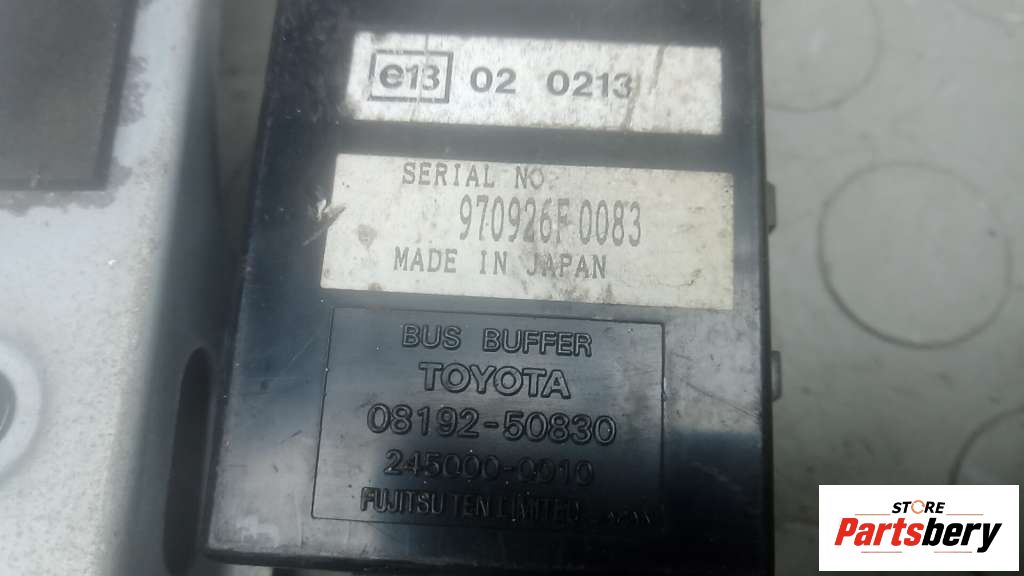 e13 02 0213
SERIAL NO.
970926F0083
MADE IN JAPAN
BUS BUFFER
TOYOTA
08192-50830
245000-0010
FUJITSU TEN LIMITED JAPAN
STORE
Partsbery